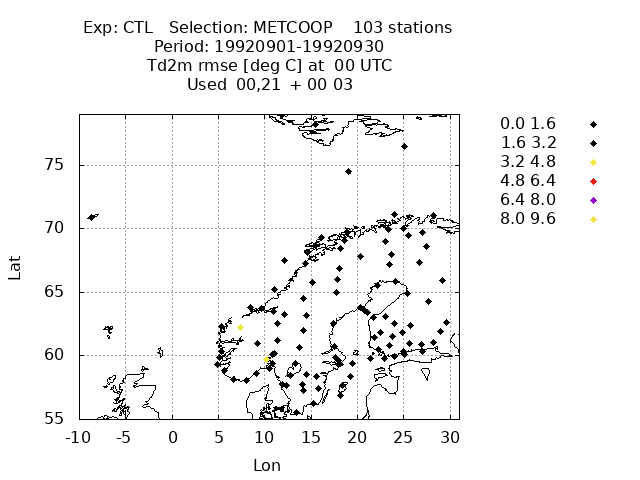 Exp: CTL   Selection: METCOOP    103 stations
Period: 19920901-19920930
Td2m rmse [deg C] at  00 UTC
Used  00,21  + 00 03
0.0 1.6
1.6 3.2
3.2 4.8
4.8 6.4
6.4 8.0
8.0 9.6
75
70
65
60
55
Lat
-10 -5 0 5 10 15 20 25 30
Lon